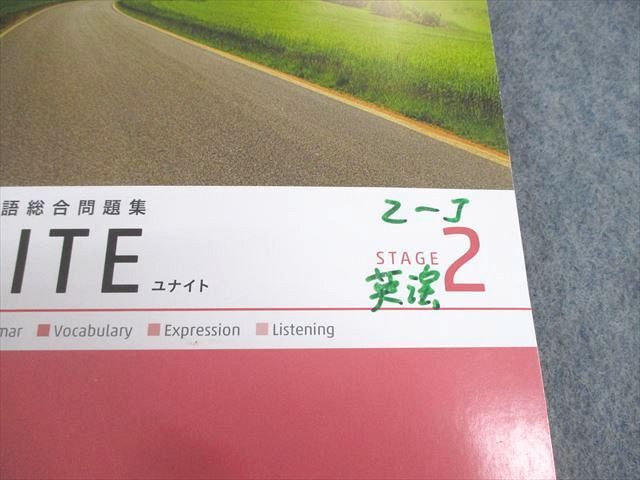 語総合問題集
2-J
ITE ユナイト
STAGE 2
英演
mar Vocabulary Expression Listening